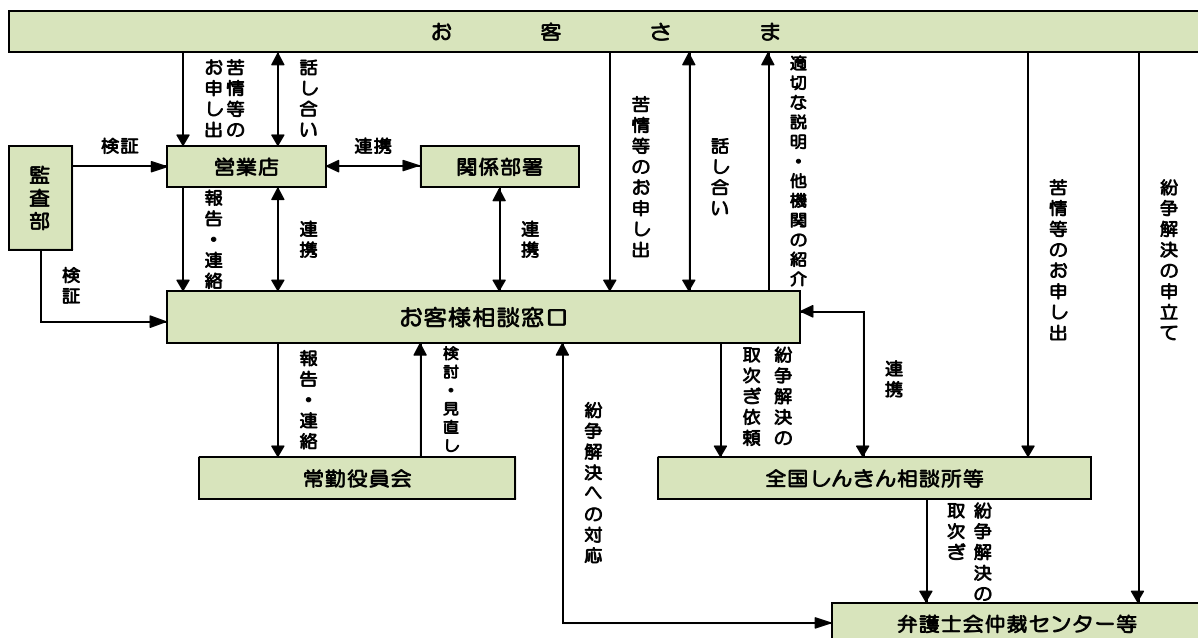 お客さま
苦情等の
お申し出
話し合い
苦情等のお申し出
話し合い
適切な説明・他機関の紹介
苦情等のお申し出
紛争解決の申立て
監査部
検証
営業店
連携
関係部署
検証
報告・連絡
連携
連携
お客様相談窓口
報告・連絡
検討・見直し
紛争解決への対応
紛争解決の
取次ぎ依頼
連携
常勤役員会
全国しんきん相談所等
紛争解決の
取次ぎ
弁護士会仲裁センター等